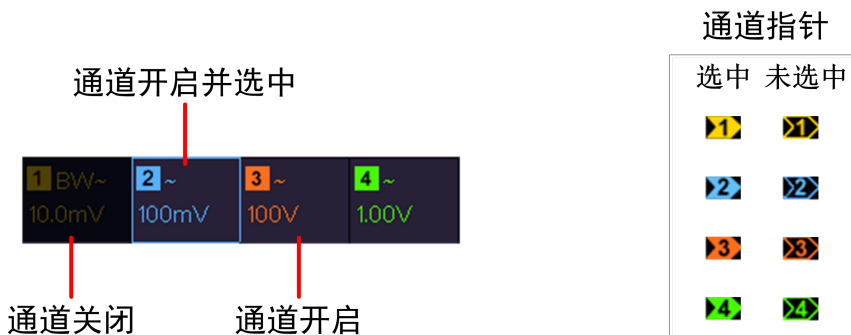 通道指针
选中 未选中
通道开启并选中
1 BW~
10.0mV
2 ~
100mV
3 ~
100V
4 ~
1.00V
通道关闭
通道开启
1 1
2 2
3 3
4 4